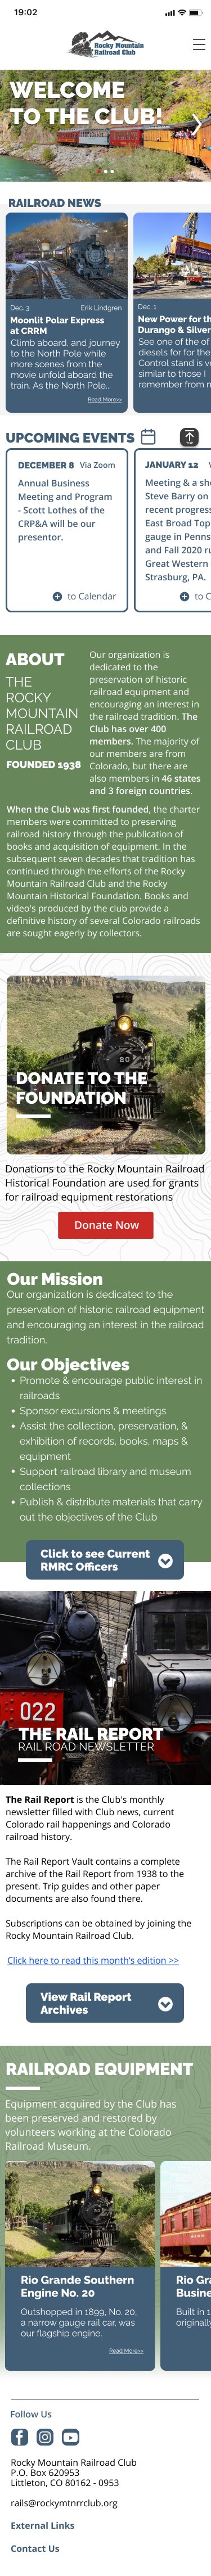 19:02
Rocky Mountain
Railroad Club
WELCOME
TO THE CLUB!
RAILROAD NEWS
Dec. 3 Erik Lindgren
Moonlit Polar Express
at CRRM
Climb aboard, and journey
to the North Pole while
more scenes from the
movie unfold aboard the
train. As the North Pole...
Read More>>
Dec. 1
New Power for th
Durango & Silver
See one of the of
diesels for for the
Control stand is v
similar to those I
remember from n
UPCOMING EVENTS
DECEMBER 8 Via Zoom
Annual Business
Meeting and Program
- Scott Lothes of the
CRP&A will be our
presentor.
to Calendar
JANUARY 12 V
Meeting & a sh
Steve Barry on
recent progress
East Broad Top
gauge in Penns
and Fall 2020 ru
Great Western
Strasburg, PA.
to C
ABOUT
THE
ROCKY
MOUNTAIN
RAILROAD
CLUB
FOUNDED 1938
Our organization is
dedicated to the
preservation of historic
railroad equipment and
encouraging an interest in
the railroad tradition. The
Club has over 400
members. The majority of
our members are from
Colorado, but there are
also members in 46 states
and 3 foreign countries.
When the Club was first founded, the charter
members were committed to preserving
railroad history through the publication of
books and acquisition of equipment. In the
subsequent seven decades that tradition has
continued through the efforts of the Rocky
Mountain Railroad Club and the Rocky
Mountain Historical Foundation. Books and
video's produced by the club provide a
definitive history of several Colorado railroads
are sought eagerly by collectors.
20
DONATE TO THE
FOUNDATION
Donations to the Rocky Mountain Railroad
Historical Foundation are used for grants
for railroad equipment restorations
Donate Now
Our Mission
Our organization is dedicated to the
preservation of historic railroad equipment
and encouraging an interest in the railroad
tradition.
Our Objectives
• Promote & encourage public interest in
railroads
• Sponsor excursions & meetings
• Assist the collection, preservation, &
exhibition of records, books, maps &
equipment
• Support railroad library and museum
collections
• Publish & distribute materials that carry
out the objectives of the Club
Click to see Current
RMRC Officers
022
THE RAIL REPORT
RAIL ROAD NEWSLETTER
The Rail Report is the Club's monthly
newsletter filled with Club news, current
Colorado rail happenings and Colorado
railroad history.
The Rail Report Vault contains a complete
archive of the Rail Report from 1938 to the
present. Trip guides and other paper
documents are also found there.
Subscriptions can be obtained by joining the
Rocky Mountain Railroad Club.
Click here to read this month's edition >>
View Rail Report
Archives
RAILROAD EQUIPMENT
Equipment acquired by the Club has
been preserved and restored by
volunteers working at the Colorado
Railroad Museum.
Rio Grande Southern
Engine No. 20
Outshopped in 1899, No. 20,
a narrow gauge rail car, was
our flagship engine.
Read More>>
Rio Gra
Busine
Built in 1
originally
Follow Us
Rocky Mountain Railroad Club
P.O. Box 620953
Littleton, CO 80162 - 0953
rails@rockymtnrrclub.org
External Links
Contact Us